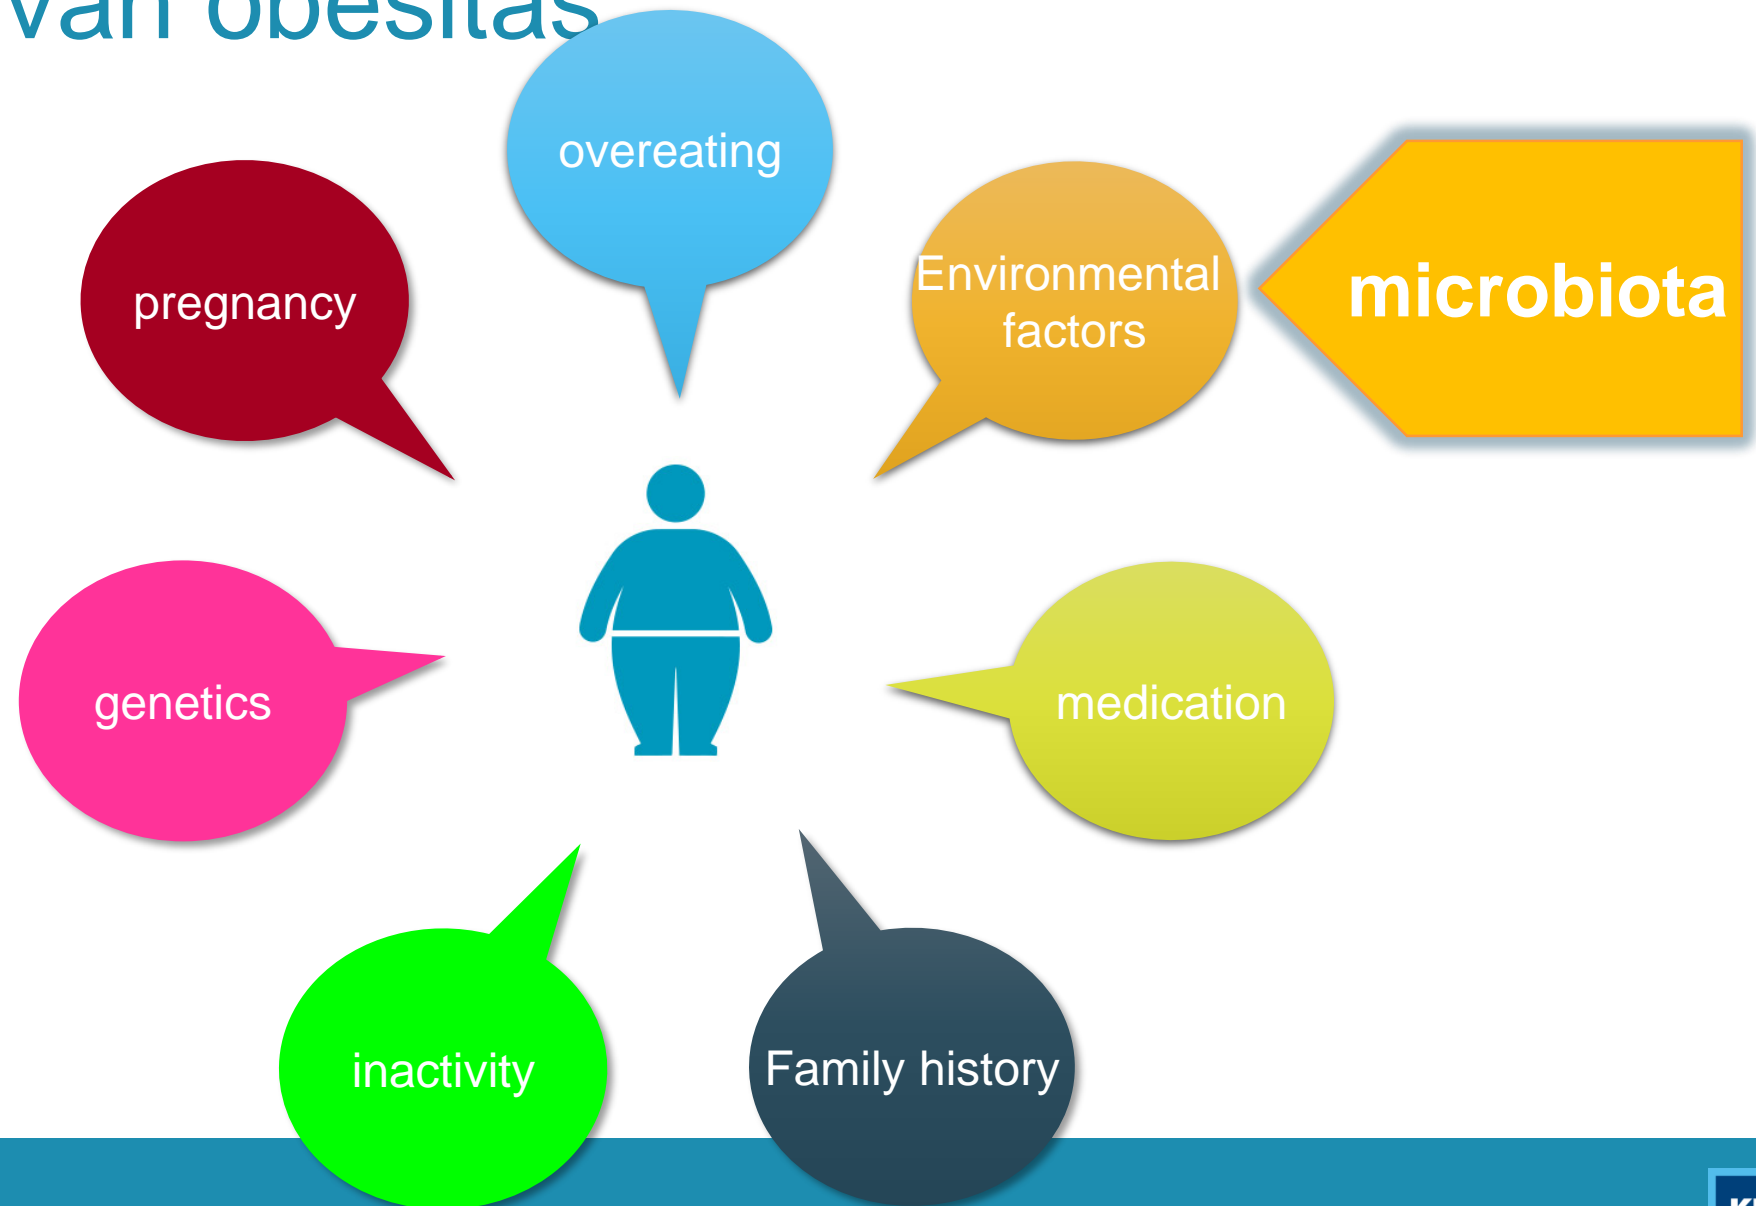 van obesitas
overeating
pregnancy
Environmental
factors
microbiota
genetics
medication
inactivity
Family history